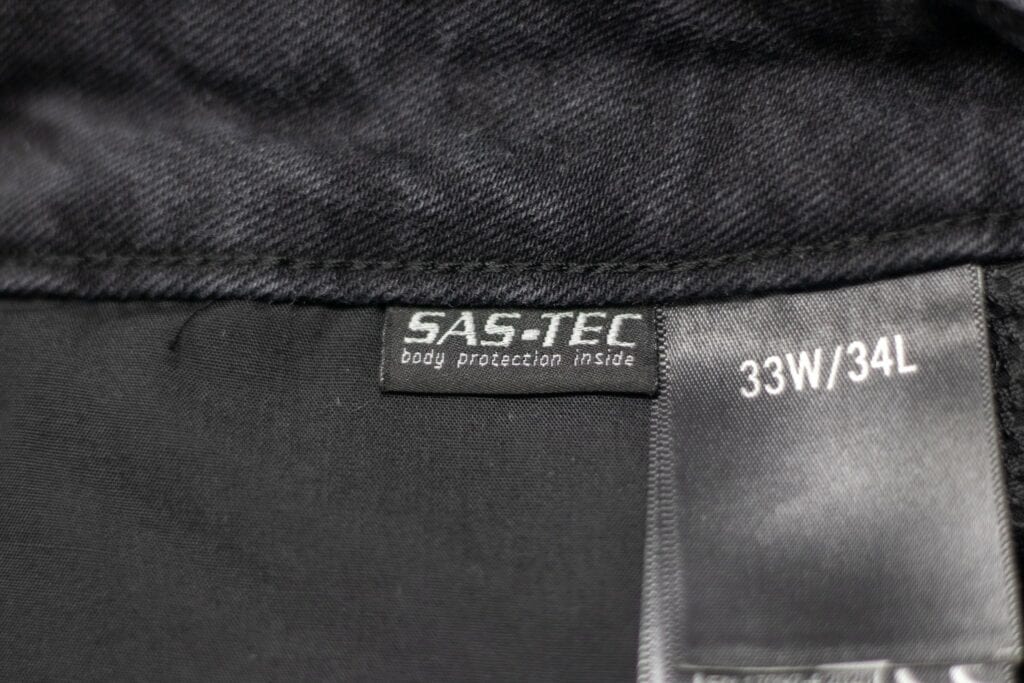 SAS-TEC
body protection inside
33W/34L